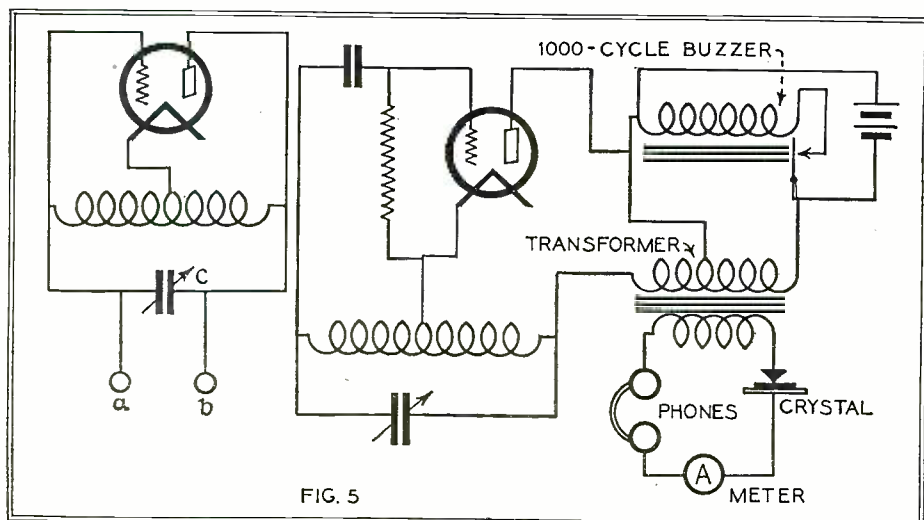 1000-CYCLE BUZZER
C
TRANSFORMER
a
b
PHONES
CRYSTAL
A
METER
FIG. 5